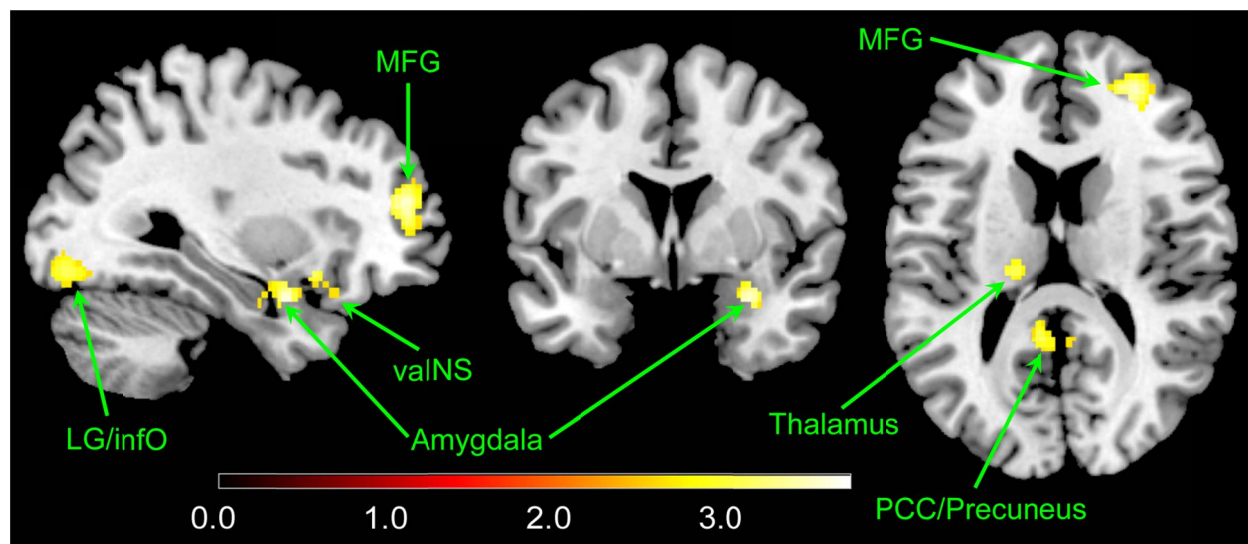 MFG
MFG
vaINS
LG/infO
Amygdala
Thalamus
PCC/Precuneus
0.0 1.0 2.0 3.0